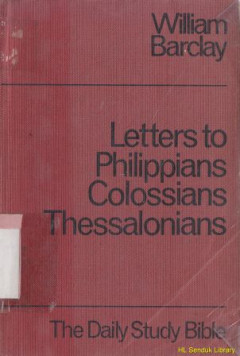 William
Barclay
Letters to
Philippians
Colossians
Thessalonians
The Daily Study Bible
HL Senduk Library